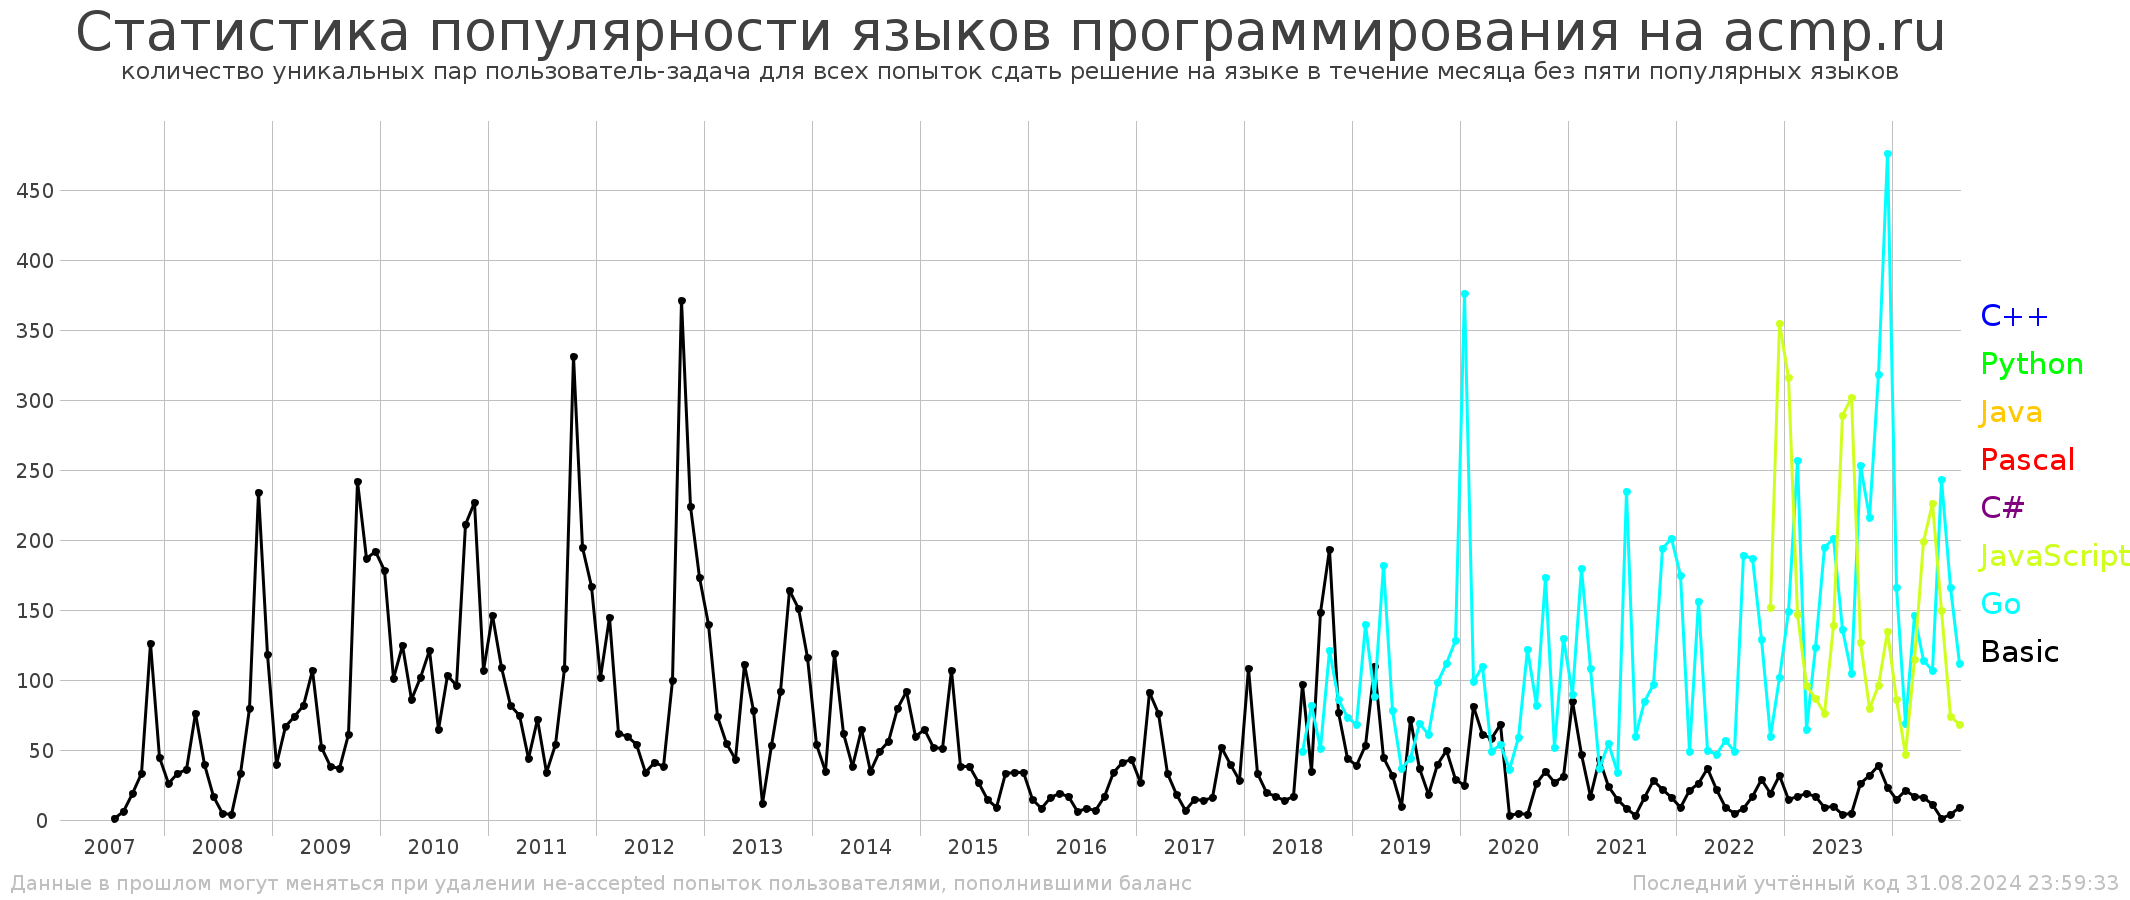 Статистика популярности языков программирования на acmp.ru
количество уникальных пар пользователь-задача для всех попыток сдать решение на языке в течение месяца без пяти популярных языков
450
400
350
300
250
200
150
100
50
0
C++
Python
Java
Pascal
C#
JavaScript
Go
Basic
2007 2008 2009 2010 2011 2012 2013 2014 2015 2016 2017 2018 2019 2020 2021 2022 2023
Данные в прошлом могут меняться при удалении не-accepted попыток пользователями, пополнившими баланс
Последний учтённый код 31.08.2024 23:59:33